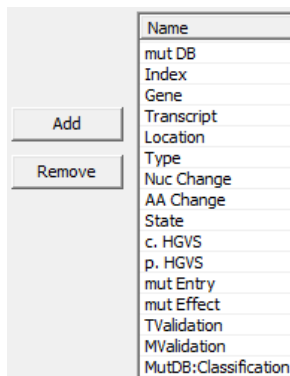 Add
Remove
Name
mut DB
Index
Gene
Transcript
Location
Type
Nuc Change
AA Change
State
c. HGVS
p. HGVS
mut Entry
mut Effect
TValidation
MValidation
MutDB:Classification